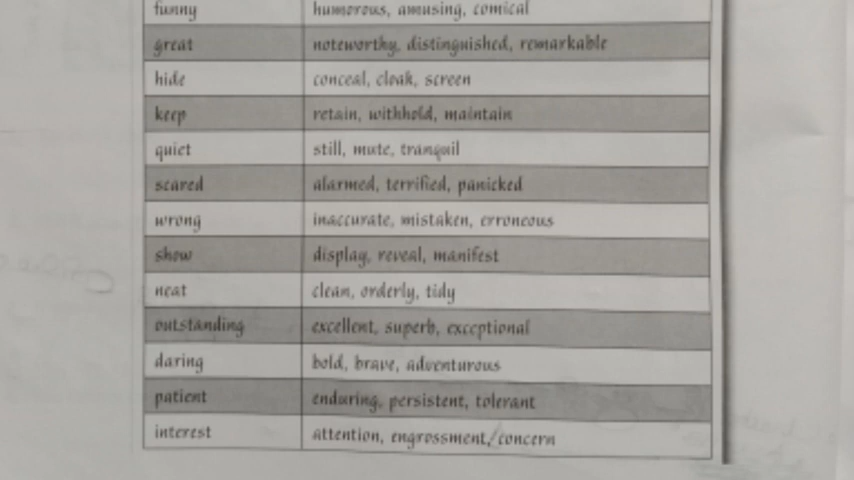 funny humorous, amusing, comical
great noteworthy, distinguished, remarkable
hide conceal, cloak, screen
keep retain, withhold, maintain
quiet still, mute, tranquil
scared alarmed, terrified, panicked
wrong inaccurate, mistaken, erroneous
show display, reveal, manifest
neat clean, orderly, tidy
outstanding excellent, superb, exceptional
daring bold, brave, adventurous
patient enduring, persistent, tolerant
interest attention, engrossment, concern